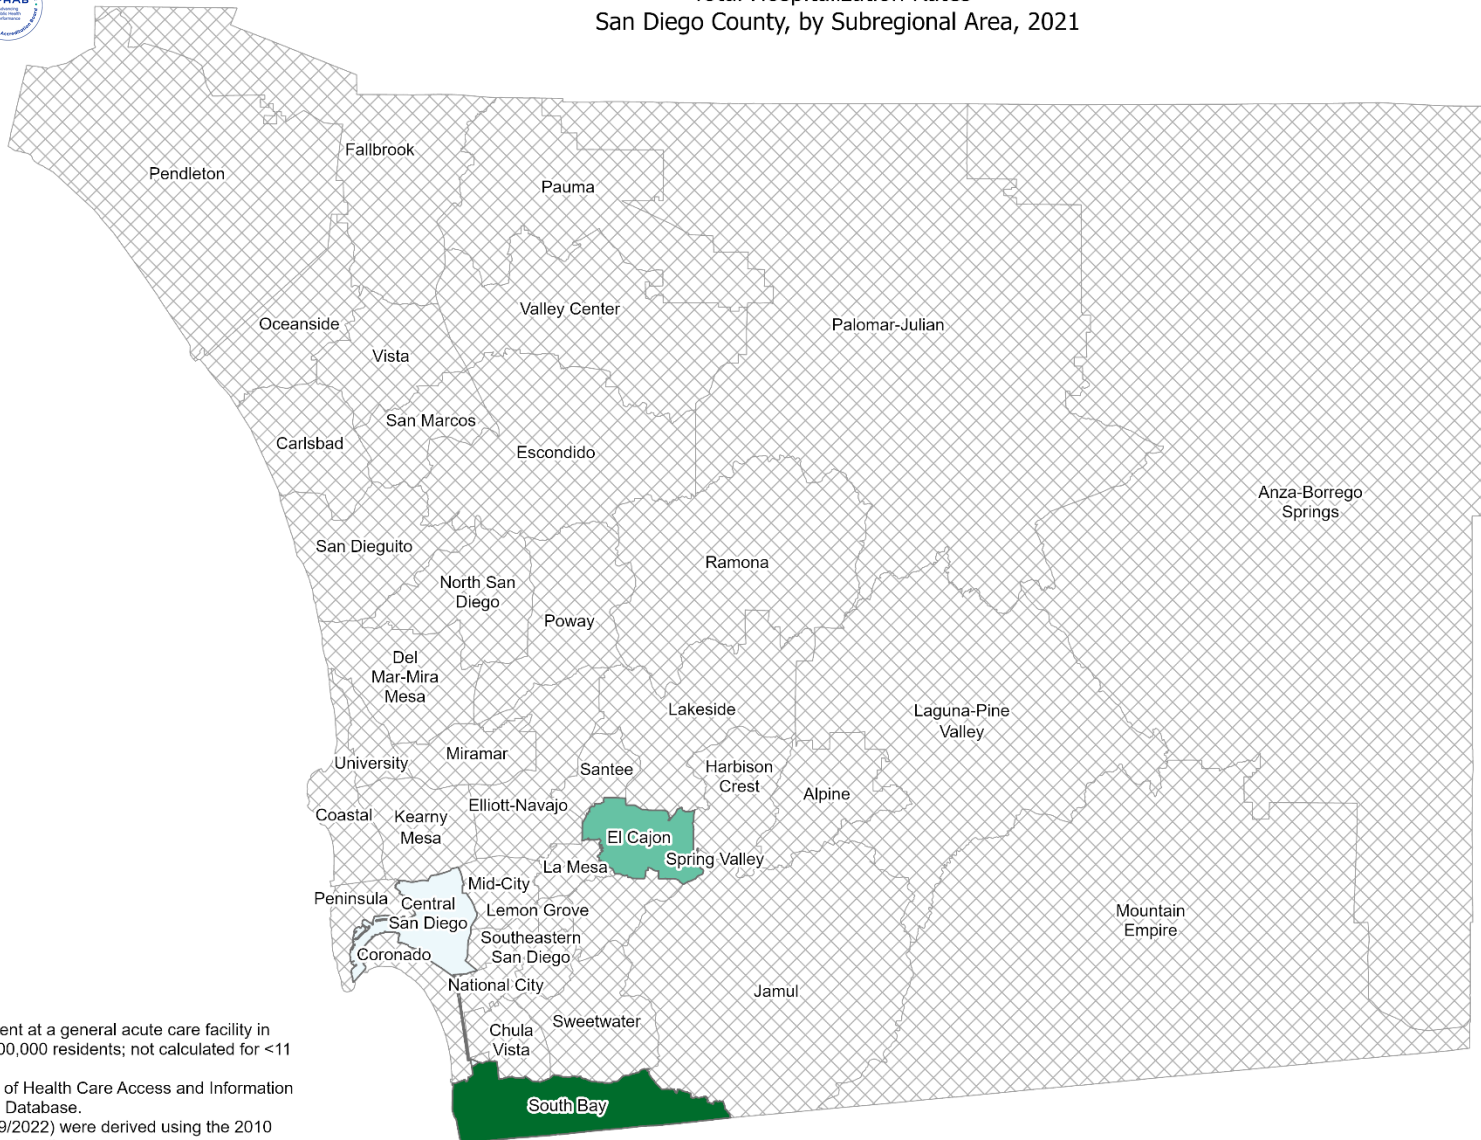 San Diego County, by Subregional Area, 2021
Fallbrook
Pendleton
Pauma
Valley Center
Oceanside
Palomar-Julian
Vista
San Marcos
Carlsbad
Escondido
Anza-Borrego
Springs
San Dieguito
Ramona
North San
Diego
Poway
Del
Mar-Mira
Mesa
Lakeside
Laguna-Pine
Valley
Miramar
University
Santee
Harbison
Crest
Alpine
Elliott-Navajo
Coastal
Kearny
Mesa
El Cajon
Spring Valley
La Mesa
Mid-City
Peninsula
Central
San Diego
Lemon Grove
Mountain
Empire
Southeastern
San Diego
Coronado
National City
Jamul
Sweetwater
Chula
Vista
South Bay
ent at a general acute care facility in
00,000 residents; not calculated for <11
of Health Care Access and Information
Database.
9/2022) were derived using the 2010